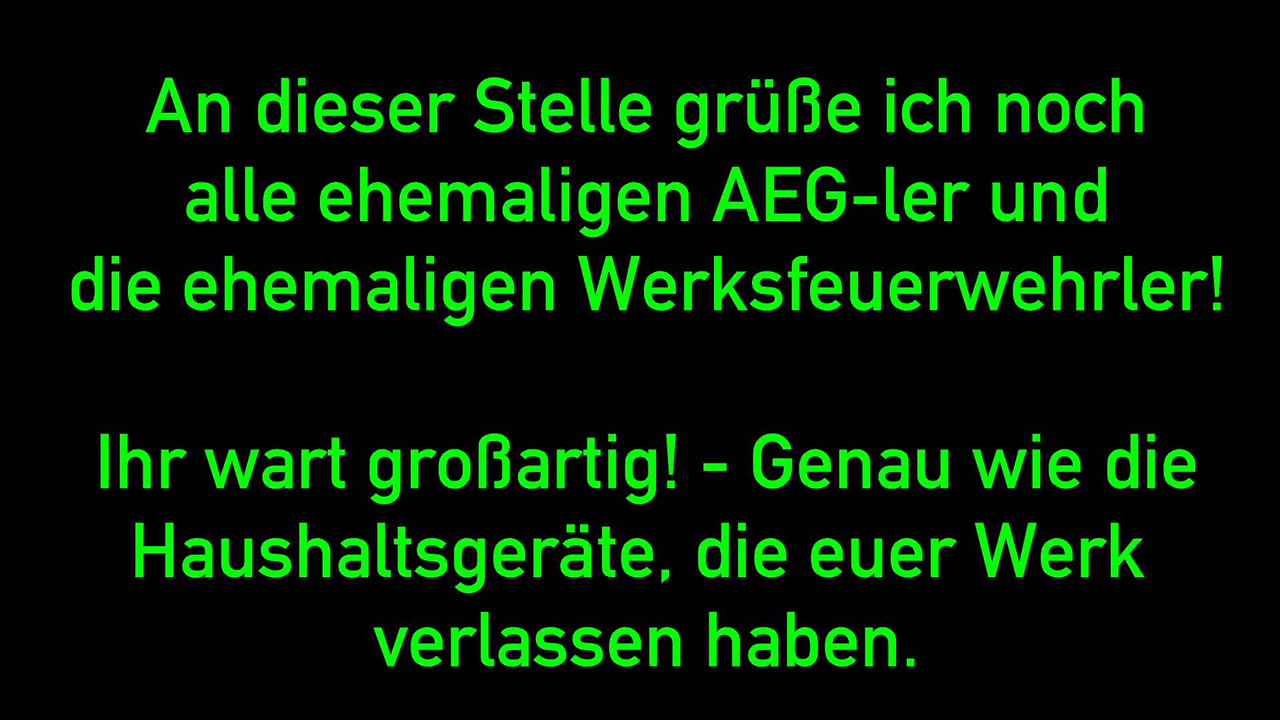 An dieser Stelle grüße ich noch
alle ehemaligen AEG-ler und
die ehemaligen Werksfeuerwehrler!
Ihr wart großartig! - Genau wie die
Haushaltsgeräte, die euer Werk
verlassen haben.